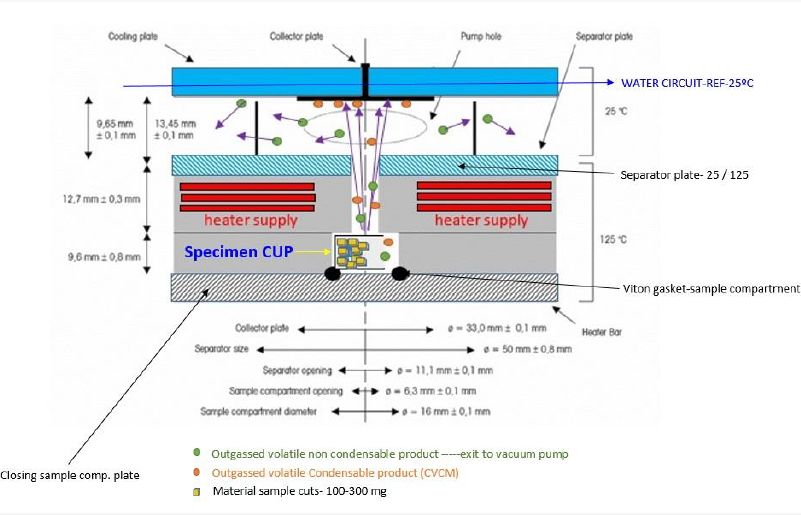 Cooling plate
Collector plate
Pump hole
Separator plate
WATER CIRCUIT-REF-25ºC
9,65 mm
± 0,1 mm
13,45 mm
± 0,1 mm
25 °C
Separator plate- 25 / 125
12,7 mm ± 0,3 mm
heater supply
heater supply
125 °C
9,6 mm ± 0,8 mm
Specimen CUP
Viton gasket-sample compartment
Collector plate
ø = 33,0 mm ± 0,1 mm
Heater Bar
Separator size
ø = 50 mm ± 0,8 mm
Separator opening
ø = 11,1 mm ± 0,1 mm
Sample compartment opening
ø = 6,3 mm ± 0,1 mm
Sample compartment diameter
ø = 16 mm ± 0,1 mm
Outgassed volatile non condensable product -----exit to vacuum pump
Closing sample comp. plate
Outgassed volatile Condensable product (CVCM)
Material sample cuts- 100-300 mg